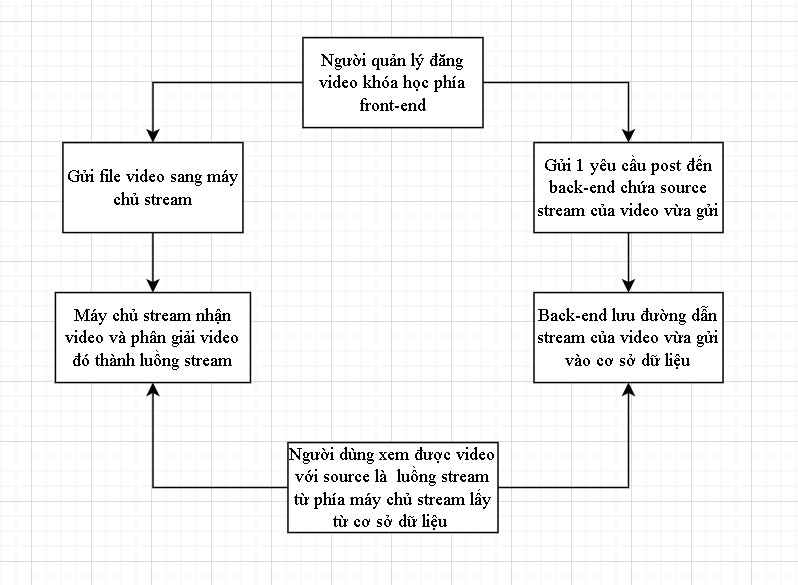 Người quản lý đăng
video khóa học phía
front-end
Gửi file video sang máy
chủ stream
Gửi 1 yêu cầu post đến
back-end chứa source
stream của video vừa gửi
Máy chủ stream nhận
video và phân giải video
đó thành luồng stream
Back-end lưu đường dẫn
stream của video vừa gửi
vào cơ sở dữ liệu
Người dùng xem được video
với source là luồng stream
từ phía máy chủ stream lấy
từ cơ sở dữ liệu